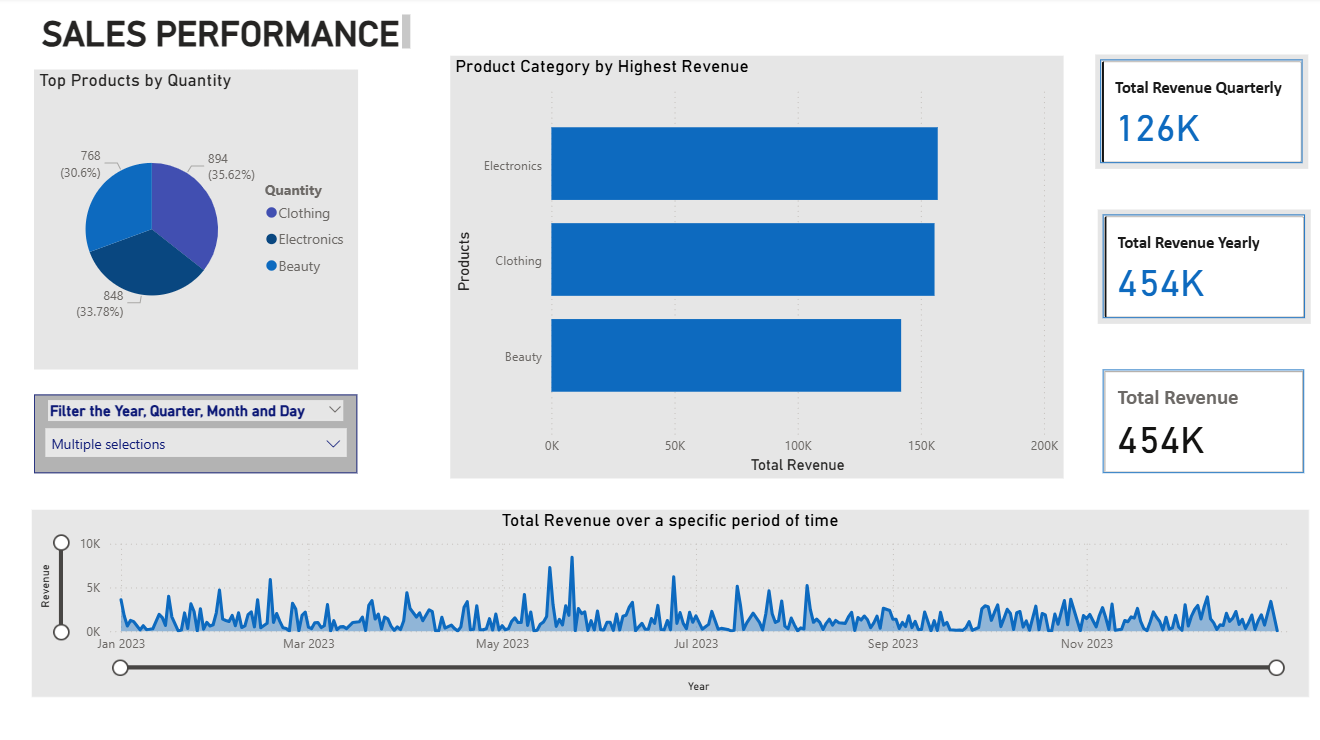 SALES PERFORMANCE
Top Products by Quantity
768
(30.6%)
894
(35.62%)
848
(33.78%)
Quantity
Clothing
Electronics
Beauty
Filter the Year, Quarter, Month and Day
Multiple selections
Product Category by Highest Revenue
Products
Electronics
Clothing
Beauty
0K 50K 100K 150K 200K
Total Revenue
Total Revenue Quarterly
126K
Total Revenue Yearly
454K
Total Revenue
454K
Total Revenue over a specific period of time
Revenue
10K
5K
0K
Jan 2023 Mar 2023 May 2023 Jul 2023 Sep 2023 Nov 2023
Year